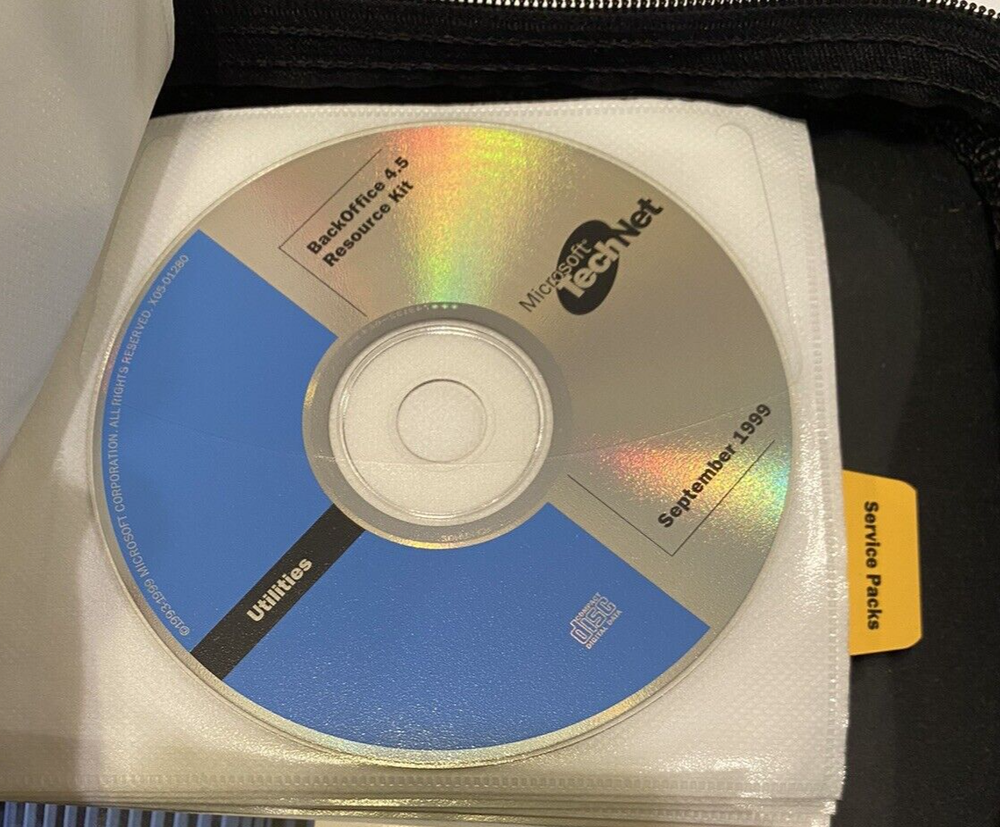 BackOffice 4.5
Resource Kit
Microsoft®
TechNet
September 1999
Utilities
COMPACT
disc
DIGITAL DATA
©1993-1999 MICROSOFT CORPORATION. ALL RIGHTS RESERVED. X05-01280
Service Packs